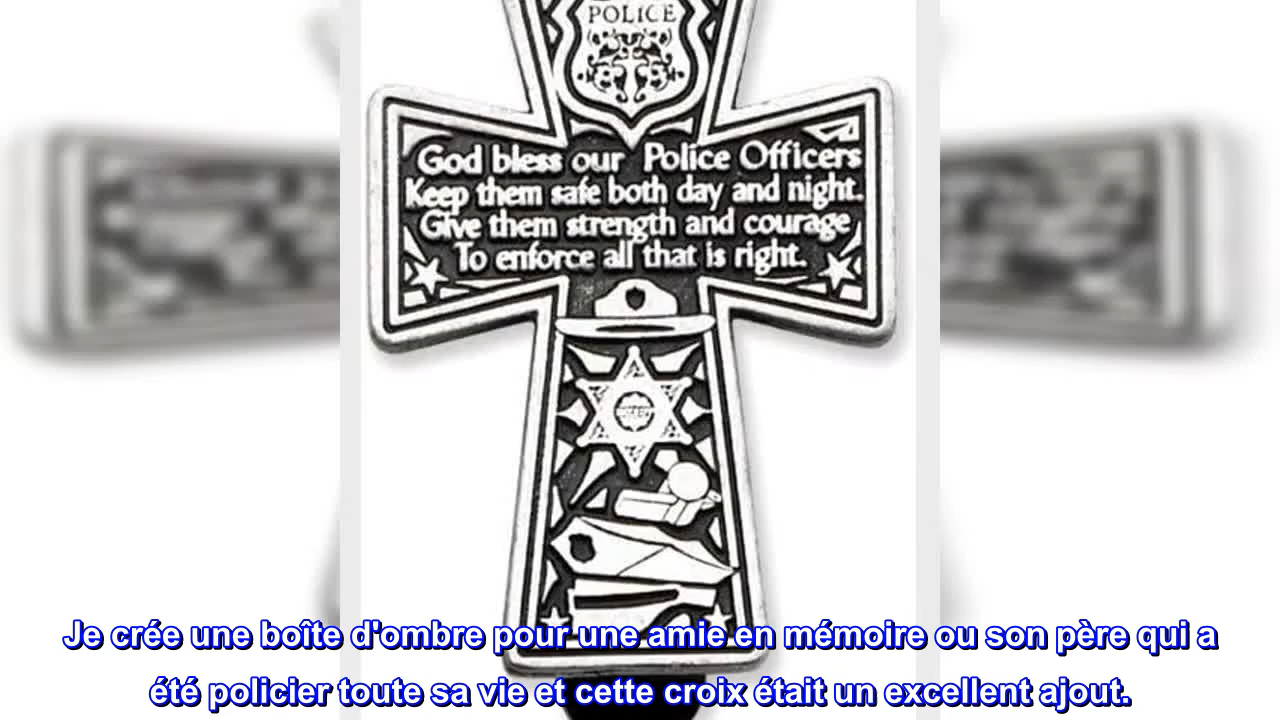 POLICE
God bless our Police Officers
Keep them safe both day and night.
Give them strength and courage
To enforce all that is right.
Je crée une boîte d'ombre pour une amie en mémoire ou son père qui a
été policier toute sa vie et cette croix était un excellent ajout.